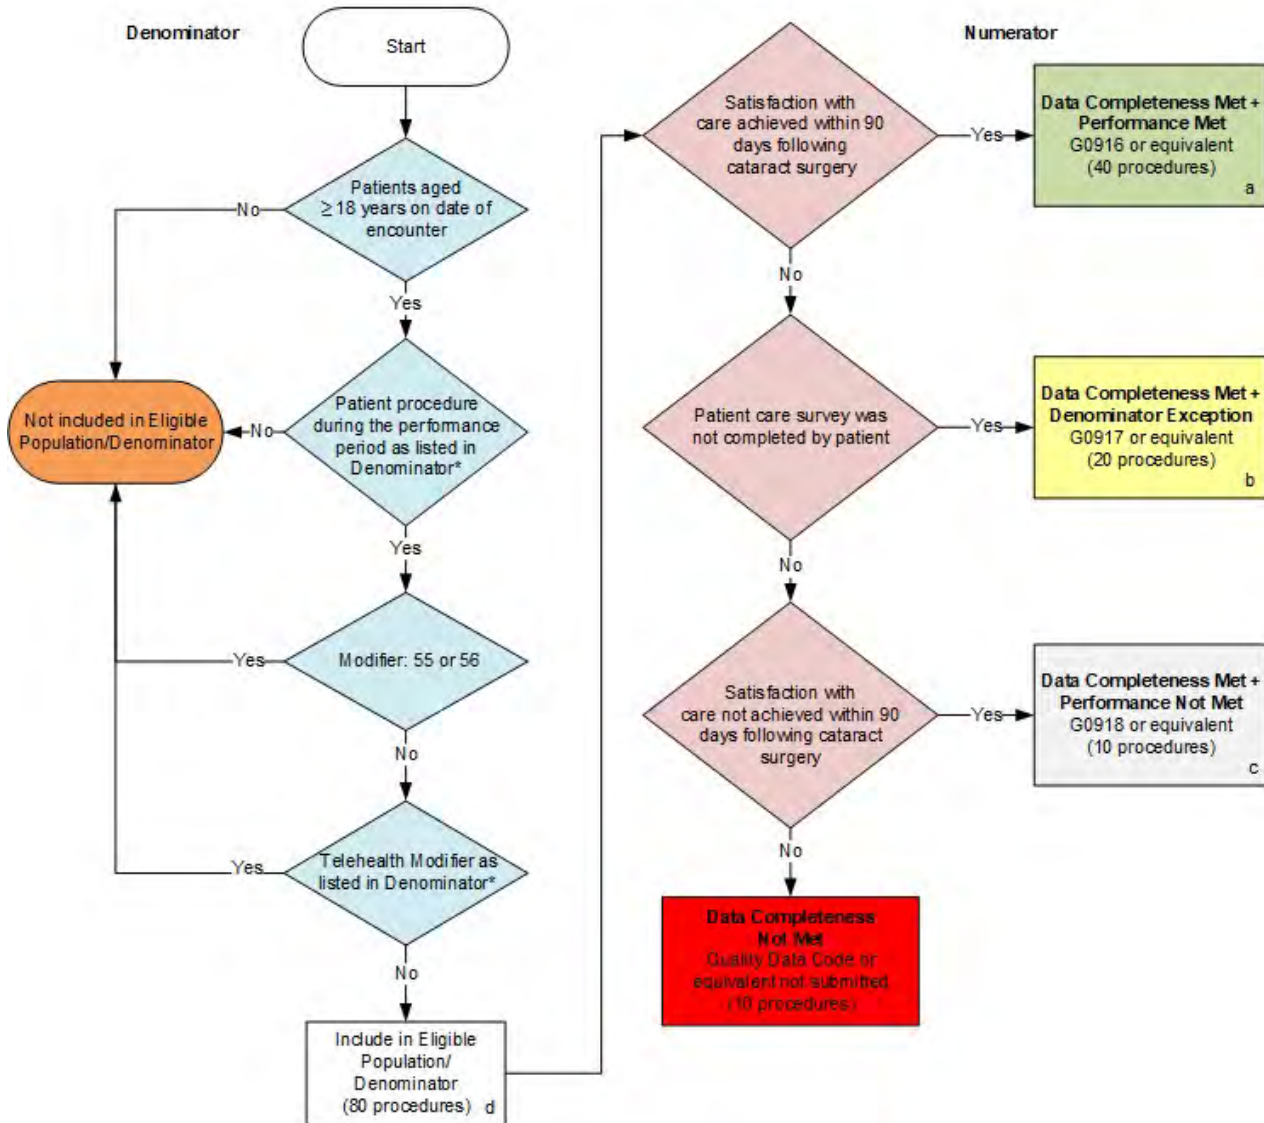 Denominator
Start
Patients aged
≥ 18 years on date of
encounter
No
Yes
Not included in Eligible
Population/Denominator
No
Patient procedure
during the performance
period as listed in
Denominator*
Yes
Yes
Modifier: 55 or 56
No
Yes
Telehealth Modifier as
listed in Denominator*
No
Include in Eligible
Population/
Denominator
(80 procedures)
d
Numerator
Satisfaction with
care achieved within 90
days following
cataract surgery
Yes
Data Completeness Met +
Performance Met
G0916 or equivalent
(40 procedures)
a
No
Patient care survey was
not completed by patient
Yes
Data Completeness Met +
Denominator Exception
G0917 or equivalent
(20 procedures)
b
No
Satisfaction with
care not achieved within 90
days following cataract
surgery
Yes
Data Completeness Met +
Performance Not Met
G0918 or equivalent
(10 procedures)
c
No
Data Completeness
Not Met
Quality Data Code or
equivalent not submitted
(10 procedures)